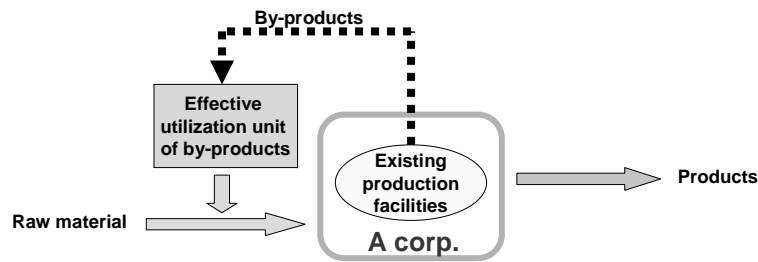 By-products
Effective
utilization unit
of by-products
Existing
production
facilities
Products
Raw material
A corp.